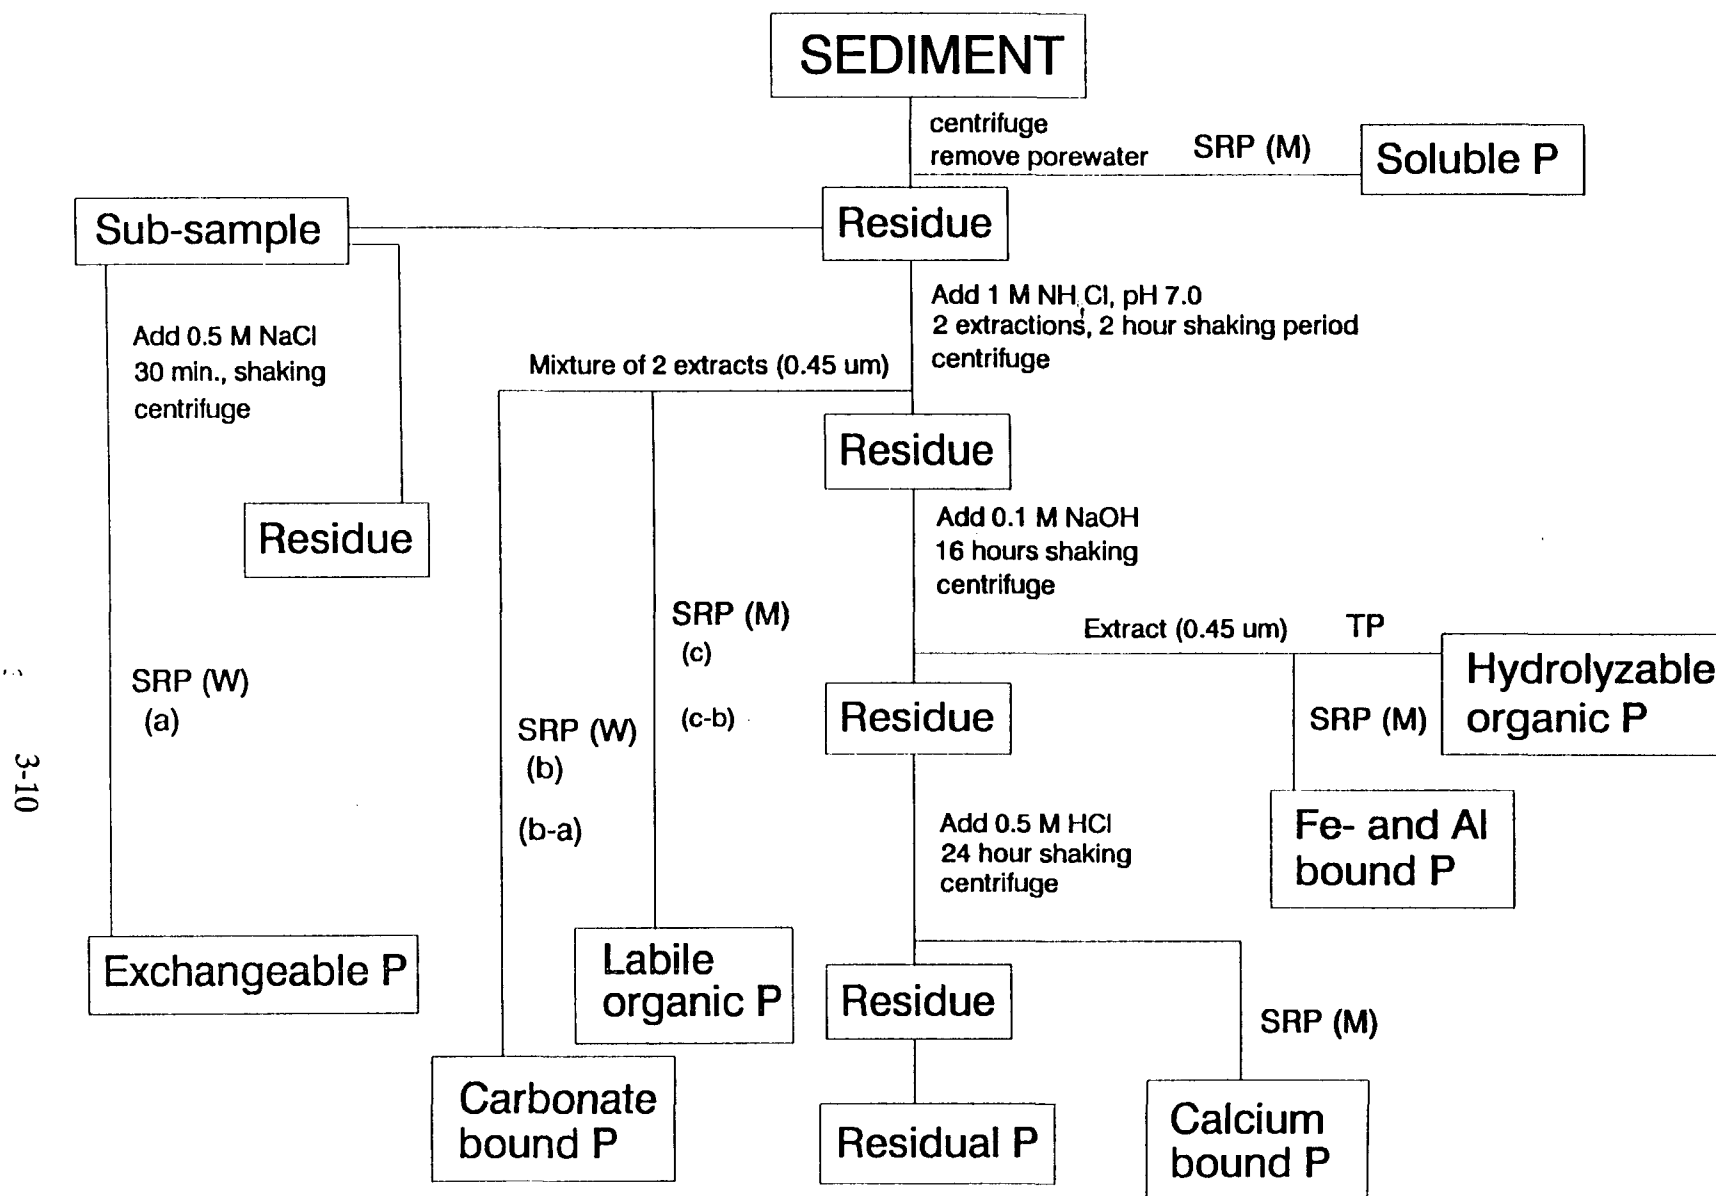 SEDIMENT
centrifuge
remove porewater
SRP (M)
Soluble P
Sub-sample
Residue
Add 0.5 M NaCl
30 min., shaking
centrifuge
Add 1 M NH4Cl, pH 7.0
2 extractions, 2 hour shaking period
centrifuge
Mixture of 2 extracts (0.45 um)
Residue
Residue
Add 0.1 M NaOH
16 hours shaking
centrifuge
SRP (M)
(c)
(c-b)
Extract (0.45 um)
TP
Hydrolyzable
organic P
SRP (W)
(a)
SRP (W)
(b)
(b-a)
Residue
SRP (M)
Fe- and Al
bound P
3-10
Add 0.5 M HCl
24 hour shaking
centrifuge
Exchangeable P
Labile
organic P
Residue
SRP (M)
Carbonate
bound P
Residual P
Calcium
bound P